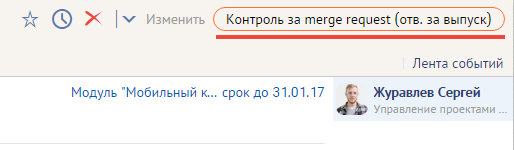 Изменить Контроль за merge request (отв. за выпуск)
Лента событий
Модуль "Мобильный к... срок до 31.01.17
Журавлев Сергей
Управление проектами ...